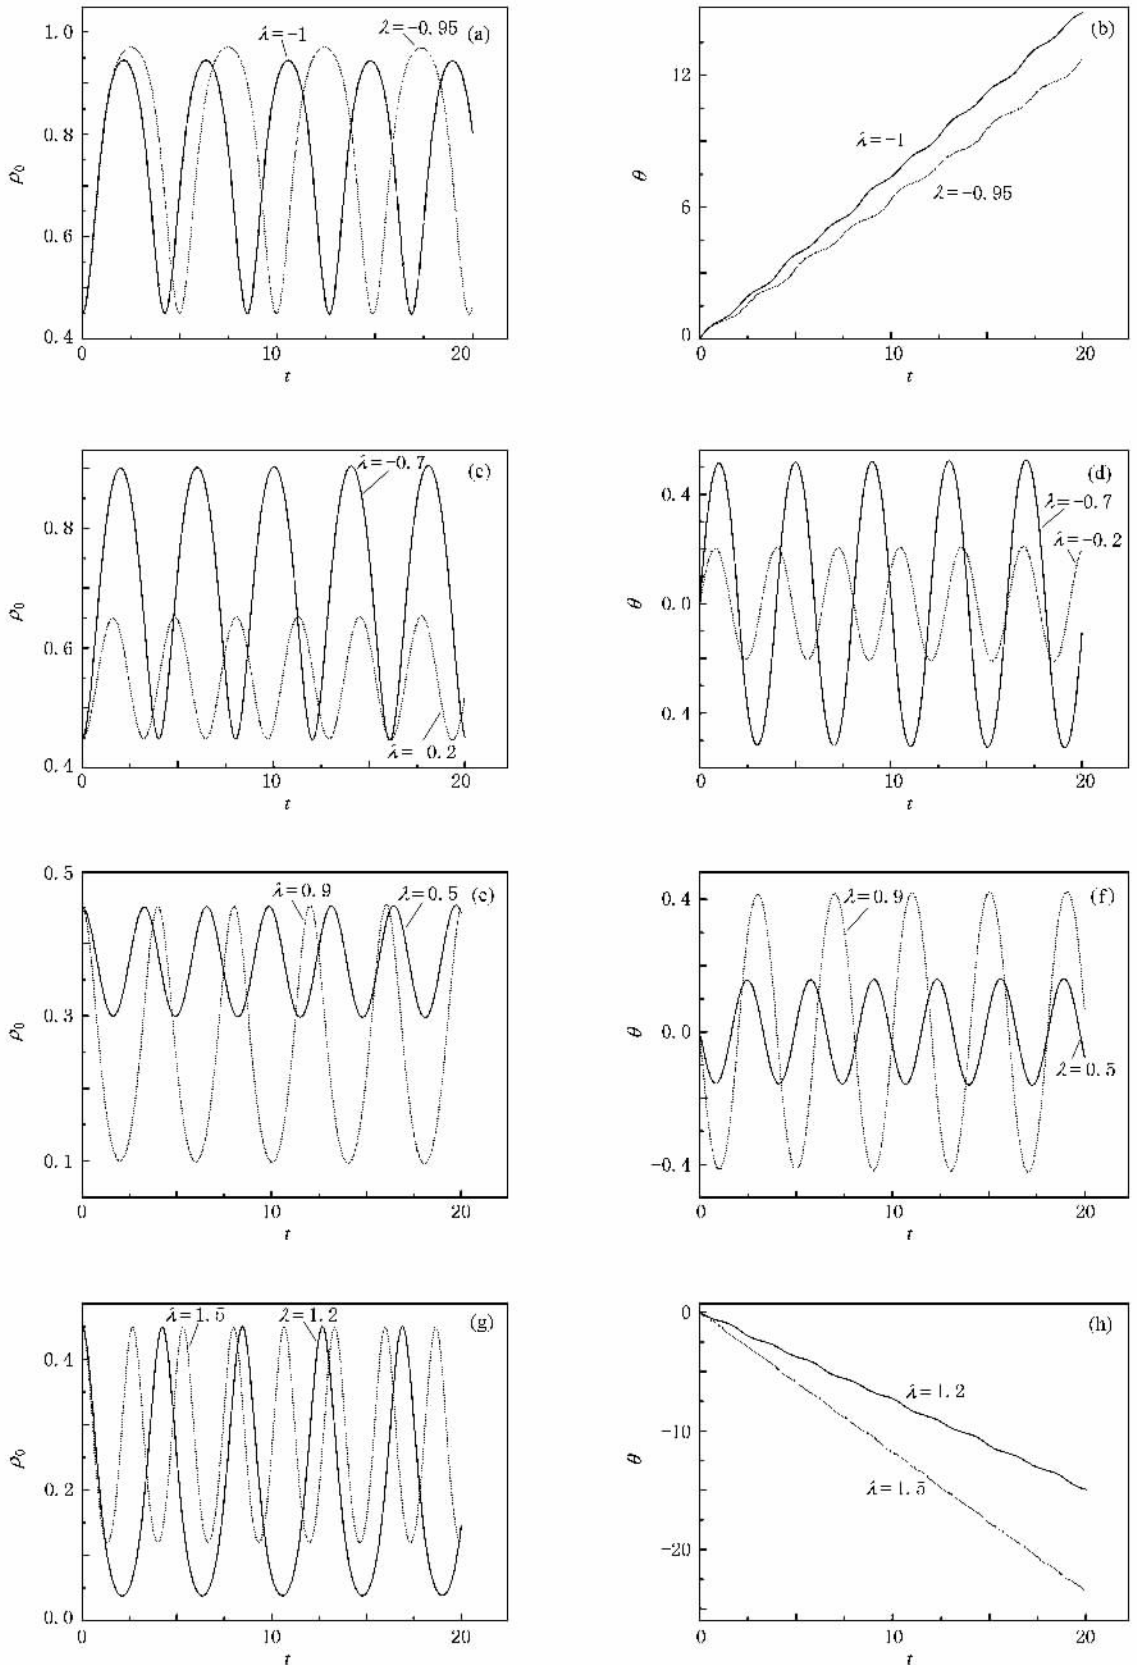 1.0
0.8
0.6
0.4
ρ₀
λ=-1
λ=-0.95
(a)
0
10
20
t
12
6
0
θ
λ=-1
λ=-0.95
(b)
0
10
20
t
0.8
0.6
0.4
ρ₀
λ=-0.7
(c)
λ= 0.2
0
10
20
t
0.4
0.0
0.4
θ
(d)
λ=-0.7
λ=-0.2
0
10
20
t
0.5
0.3
0.1
ρ₀
λ=0.9
λ=0.5
(e)
0
10
20
t
0.4
0.0
-0.4
θ
λ=0.9
(f)
λ=0.5
0
10
20
t
0.4
0.2
0.0
ρ₀
λ=1.5
λ=1.2
(g)
0
10
20
t
0
-10
-20
θ
(h)
λ=1.2
λ=1.5
0
10
20
t